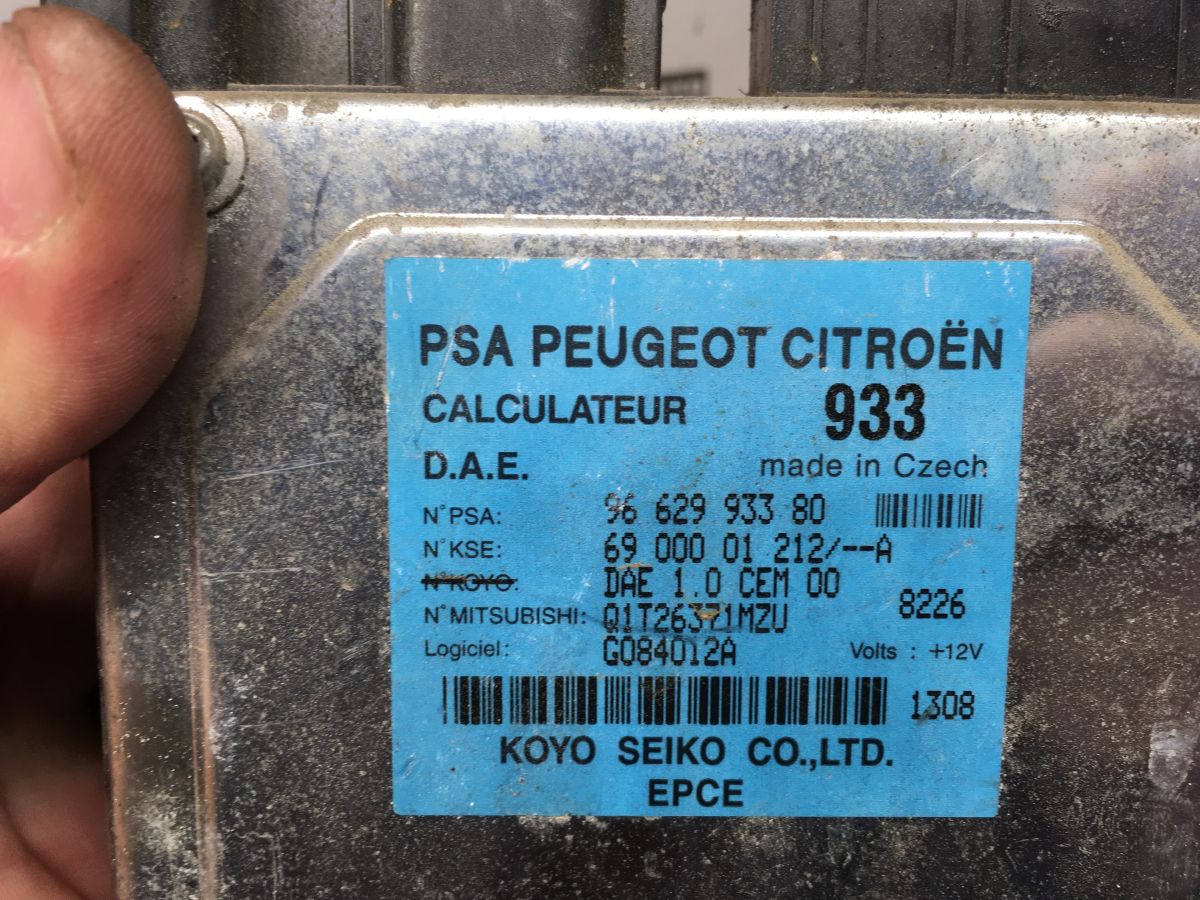 PSA PEUGEOT CITROËN
CALCULATEUR 933
D.A.E. made in Czech
N°PSA: 96 629 933 80
N°KSE: 69 000 01 212/--A
N°KOYO: DAE 1.0 CEM 00
N°MITSUBISHI: Q1T26371MZU 8226
Logiciel: G084012A Volts : +12V
1308
KOYO SEIKO CO.,LTD.
EPCE